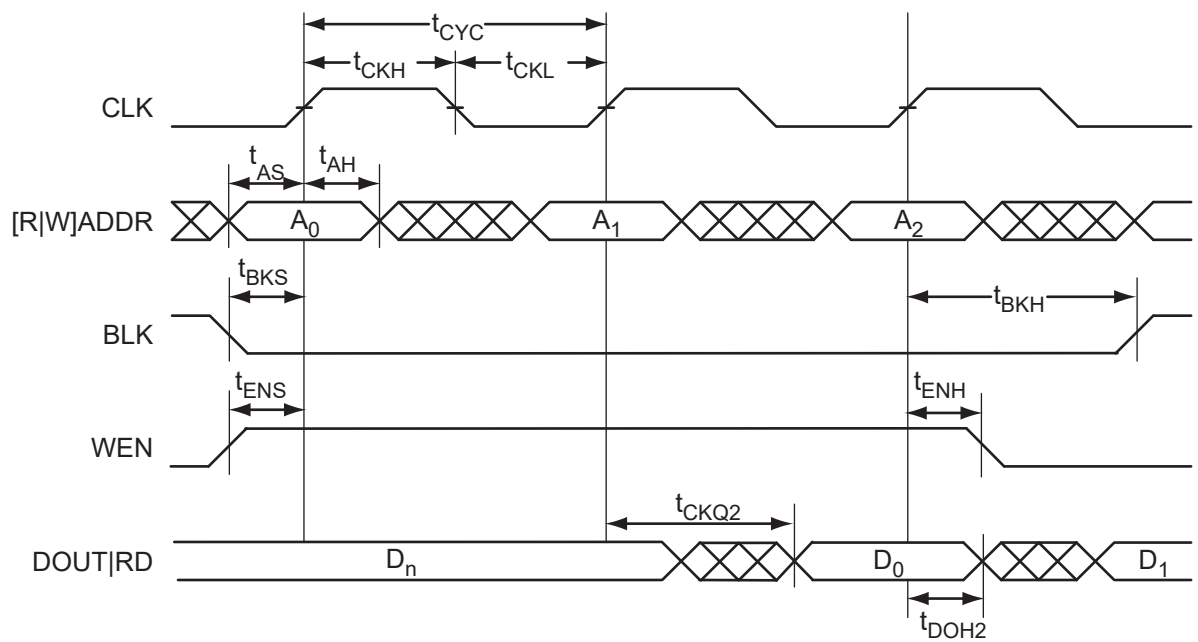 tCYC
tCKH tCKL
CLK
tAS tAH
[R|W]ADDR A0 A1 A2
tBKS tBKH
BLK
tENS tENH
WEN
tCKQ2
DOUT|RD Dn D0 D1
tDOH2